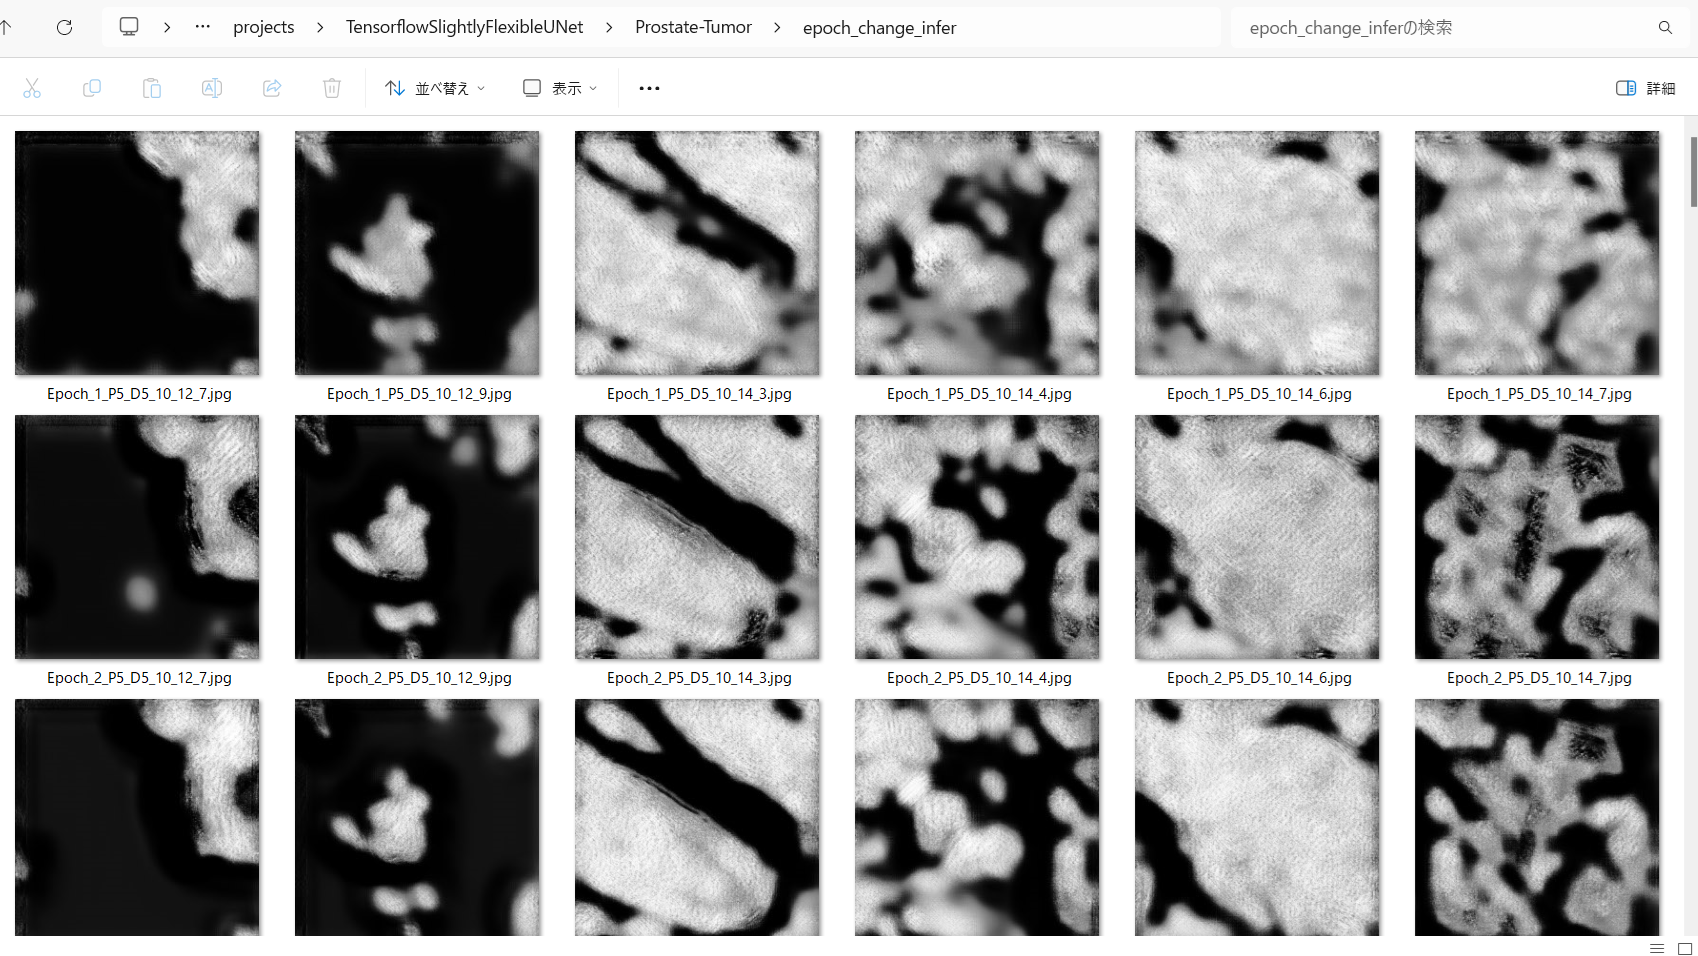 … projects TensorflowSlightlyFlexibleUNet Prostate-Tumor epoch_change_infer epoch_change_inferの検索
並べ替え 表示 ••• 詳細
Epoch_1_P5_D5_10_12_7.jpg Epoch_1_P5_D5_10_12_9.jpg Epoch_1_P5_D5_10_14_3.jpg Epoch_1_P5_D5_10_14_4.jpg Epoch_1_P5_D5_10_14_6.jpg Epoch_1_P5_D5_10_14_7.jpg
Epoch_2_P5_D5_10_12_7.jpg Epoch_2_P5_D5_10_12_9.jpg Epoch_2_P5_D5_10_14_3.jpg Epoch_2_P5_D5_10_14_4.jpg Epoch_2_P5_D5_10_14_6.jpg Epoch_2_P5_D5_10_14_7.jpg